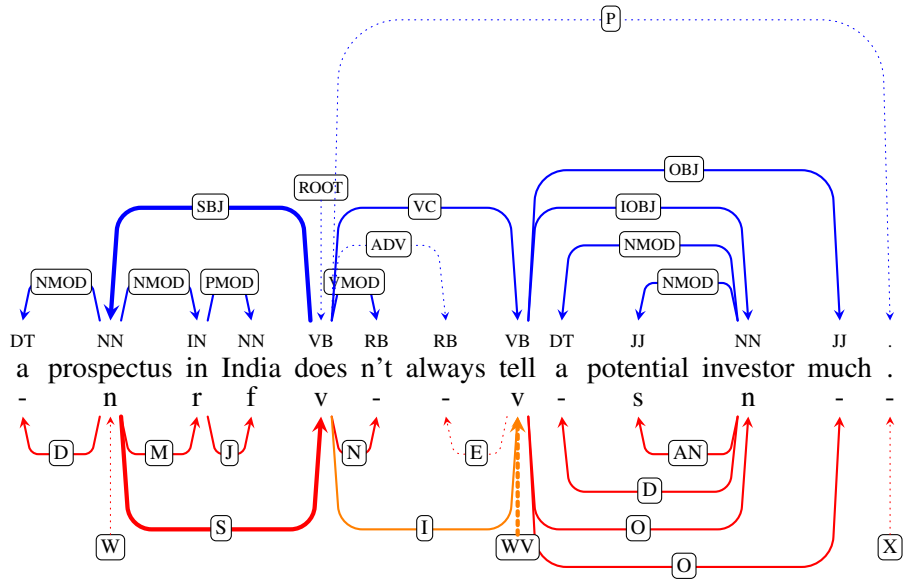 P
OBJ
ROOT
SBJ VC IOBJ
ADV NMOD
NMOD NMOD PMOD VMOD NMOD
DT NN IN NN VB RB RB VB DT JJ NN JJ .
a prospectus in India does n't always tell a potential investor much .
- n r f v - - v - s n - -
D M J N E AN
D
S I O
W WV X
O